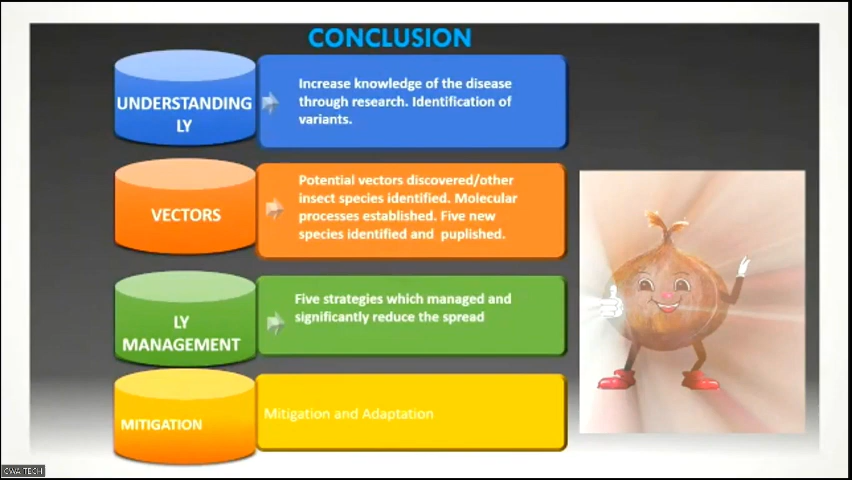 CONCLUSION
UNDERSTANDING
LY
Increase knowledge of the disease
through research. Identification of
variants.
VECTORS
Potential vectors discovered/other
insect species identified. Molecular
processes established. Five new
species identified and puplished.
LY
MANAGEMENT
Five strategies which managed and
significantly reduce the spread
MITIGATION
Mitigation and Adaptation
CWA TECH